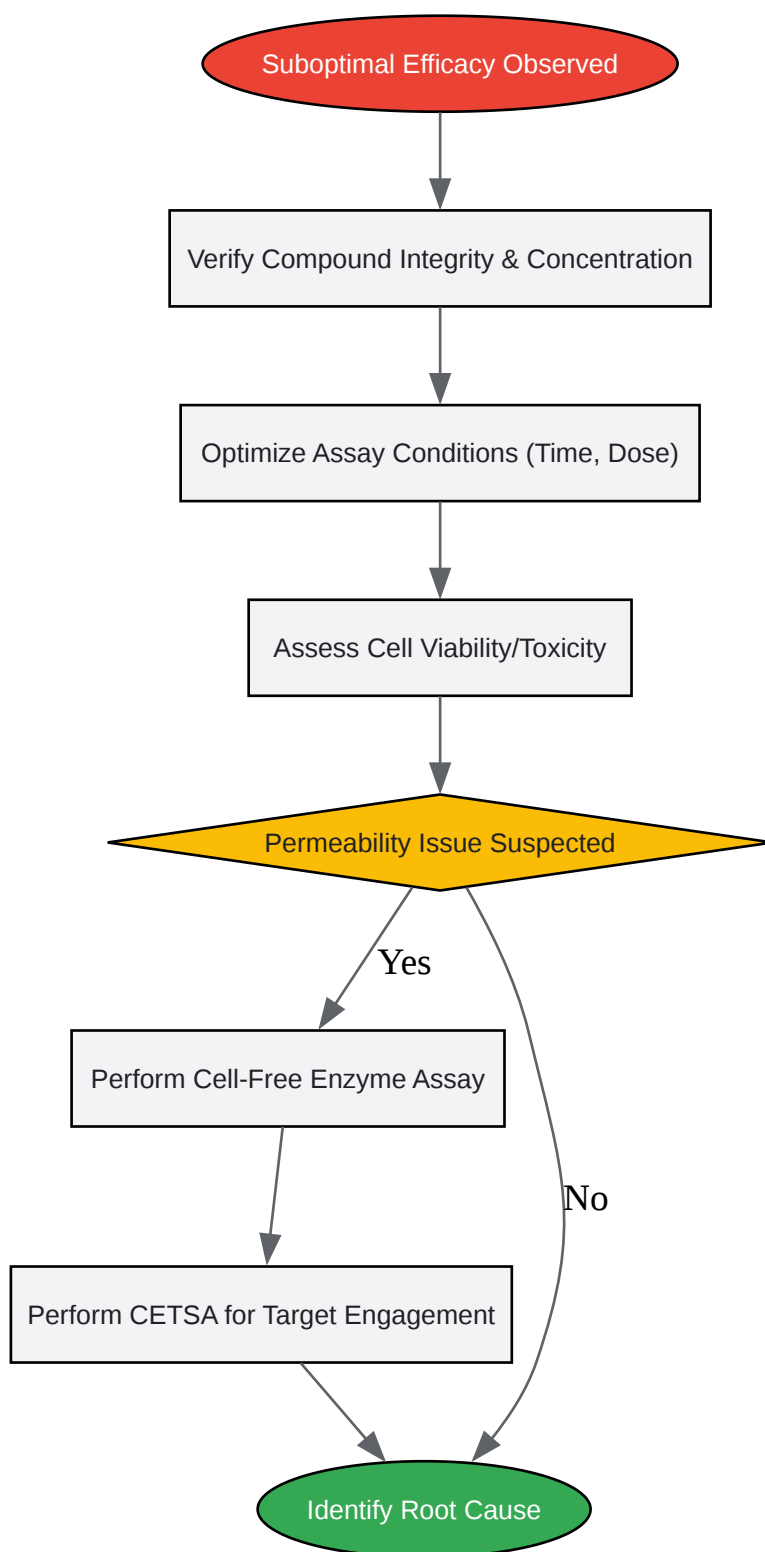 Suboptimal Efficacy Observed
Verify Compound Integrity & Concentration
Optimize Assay Conditions (Time, Dose)
Assess Cell Viability/Toxicity
Permeability Issue Suspected
Yes
Perform Cell-Free Enzyme Assay
No
Perform CETSA for Target Engagement
Identify Root Cause